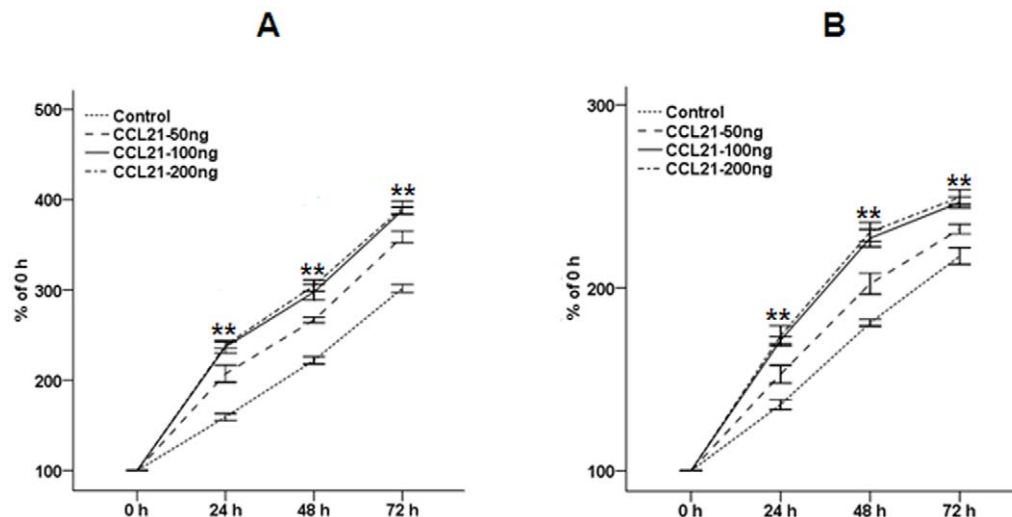 A
500
400
300
200
100
% of 0 h
Control
CCL21-50ng
CCL21-100ng
CCL21-200ng
**
**
**
0 h 24 h 48 h 72 h
B
300
200
100
% of 0 h
Control
CCL21-50ng
CCL21-100ng
CCL21-200ng
**
**
**
0 h 24 h 48 h 72 h